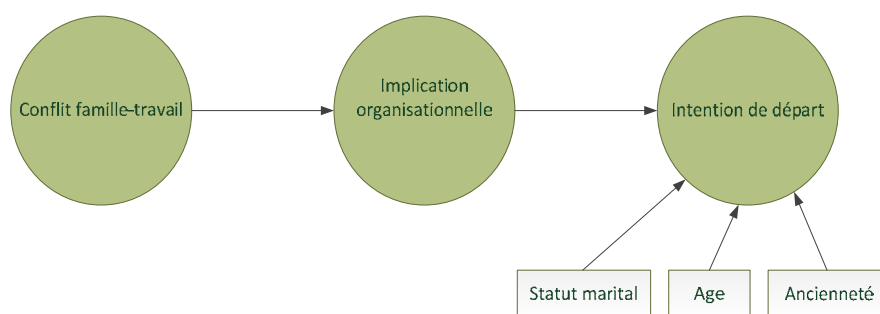 Conflit famille-travail
Implication
organisationnelle
Intention de départ
Statut marital
Age
Ancienneté